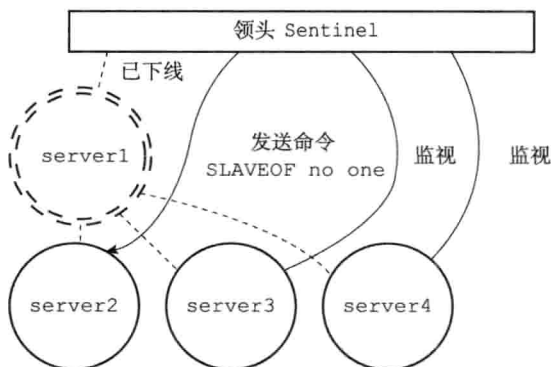 领头 Sentinel
已下线
server1
发送命令
SLAVEOF no one
监视
监视
server2
server3
server4